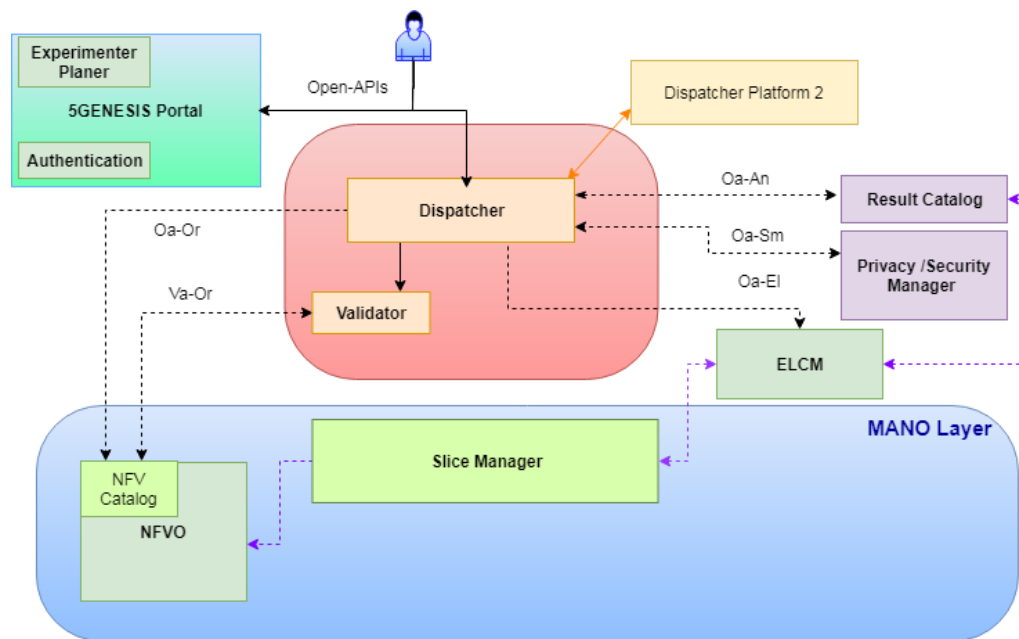 Experimenter
Planer
5GENESIS Portal
Authentication
Open-APIs
Dispatcher Platform 2
Dispatcher
Oa-An
Result Catalog
Oa-Or
Oa-Sm
Privacy /Security
Manager
Oa-El
Va-Or
Validator
ELCM
MANO Layer
Slice Manager
NFV
Catalog
NFVO